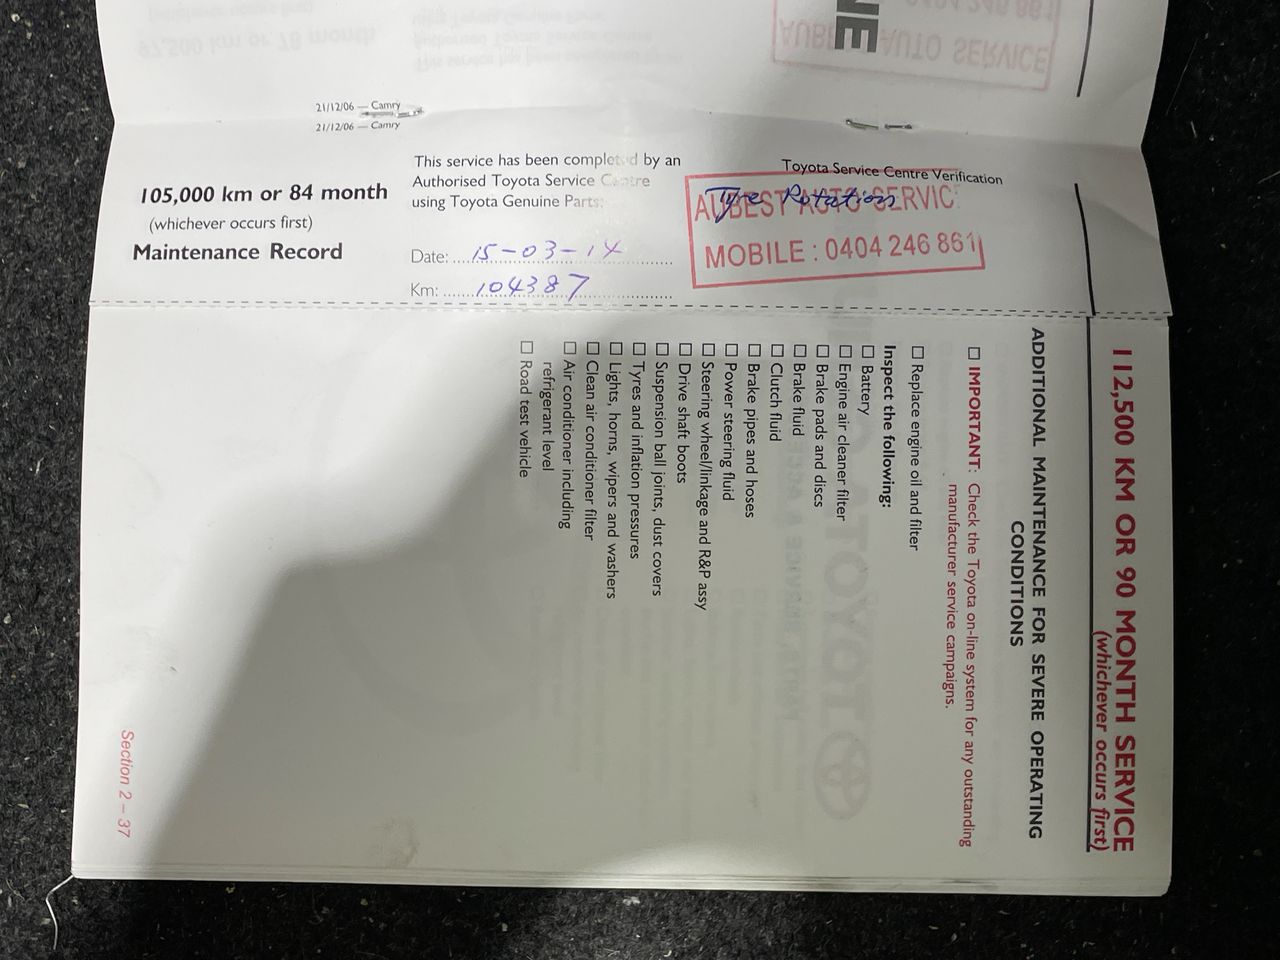 21/12/06 — Camry
21/12/06 — Camry
105,000 km or 84 month
(whichever occurs first)
Maintenance Record
This service has been completed by an
Authorised Toyota Service Centre
using Toyota Genuine Parts:
Date: 15-03-14
Km: 104387
Toyota Service Centre Verification
Tyre Rotation
AUBEST AUTO SERVIC
MOBILE : 0404 246 861
112,500 KM OR 90 MONTH SERVICE
(whichever occurs first)
ADDITIONAL MAINTENANCE FOR SEVERE OPERATING
CONDITIONS
☐ IMPORTANT: Check the Toyota on-line system for any outstanding
manufacturer service campaigns.
☐ Replace engine oil and filter
Inspect the following:
☐ Battery
☐ Engine air cleaner filter
☐ Brake pads and discs
☐ Brake fluid
☐ Clutch fluid
☐ Brake pipes and hoses
☐ Power steering fluid
☐ Steering wheel/linkage and R&P assy
☐ Drive shaft boots
☐ Suspension ball joints, dust covers
☐ Tyres and inflation pressures
☐ Lights, horns, wipers and washers
☐ Clean air conditioner filter
☐ Air conditioner including
refrigerant level
☐ Road test vehicle
Section 2 – 37